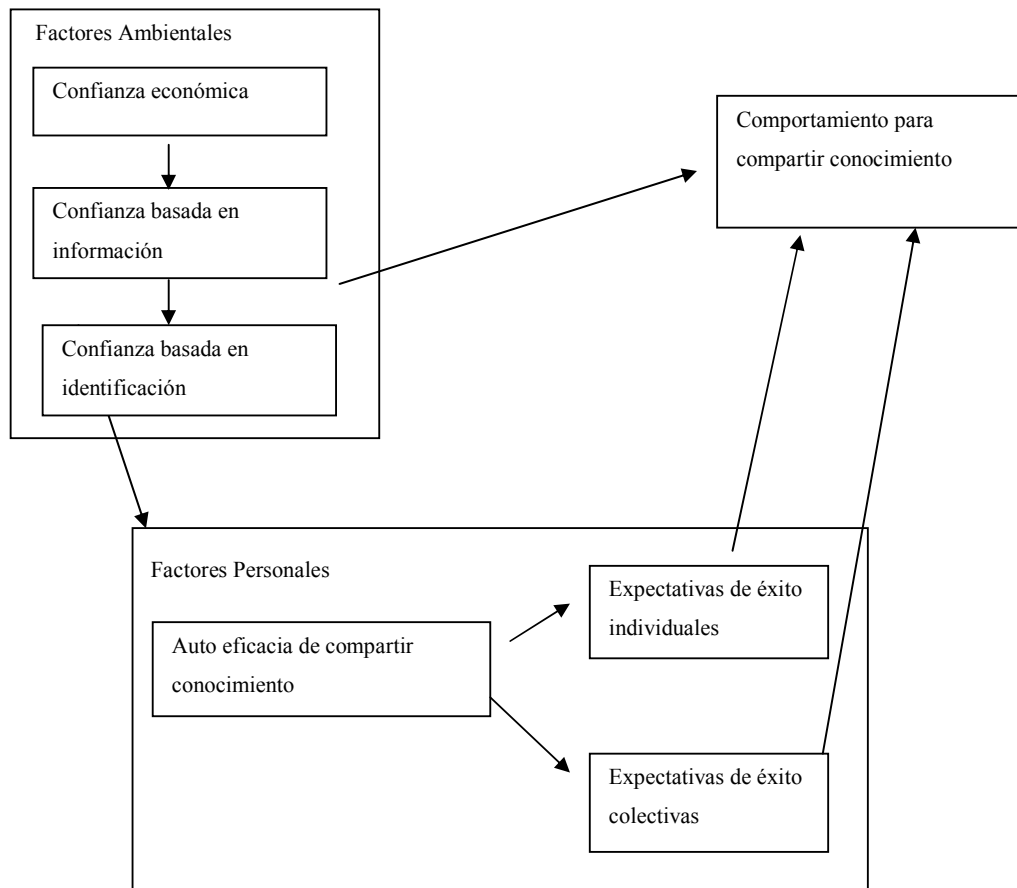 Factores Ambientales
Confianza económica
Confianza basada en
información
Confianza basada en
identificación
Comportamiento para
compartir conocimiento
Factores Personales
Auto eficacia de compartir
conocimiento
Expectativas de éxito
individuales
Expectativas de éxito
colectivas